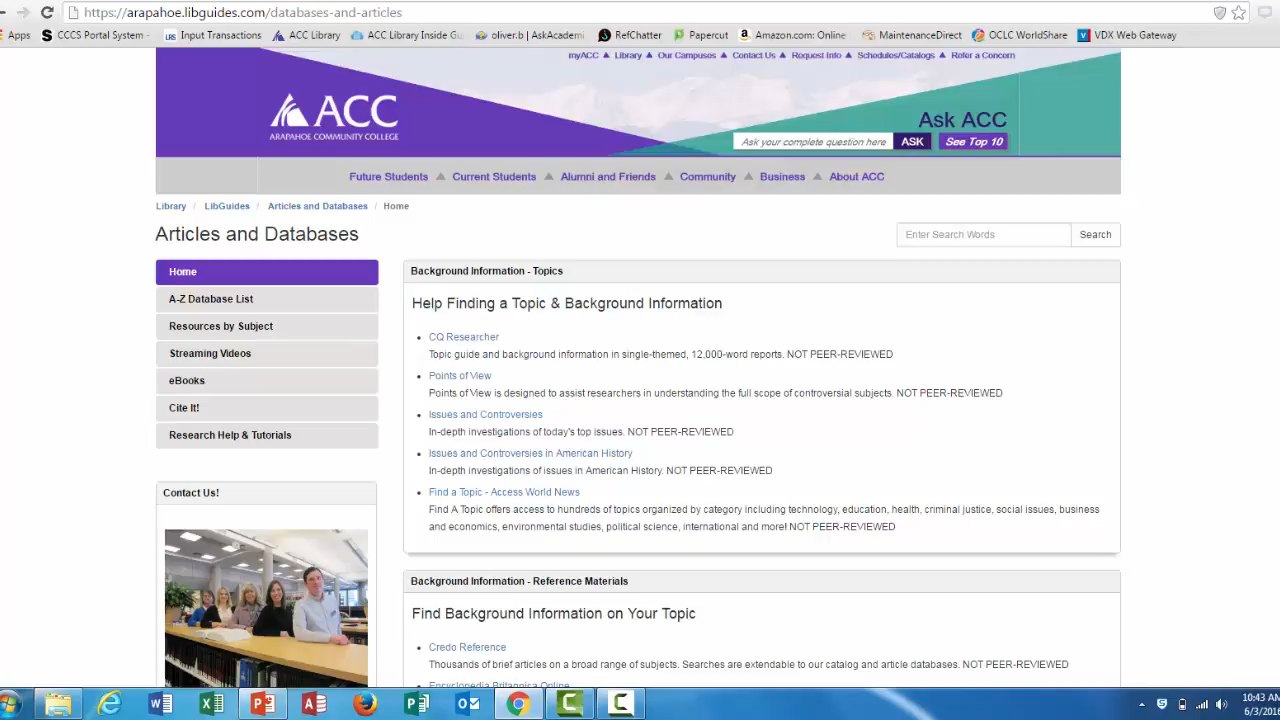 https://arapahoe.libguides.com/databases-and-articles
Apps CCCS Portal System - LRS Input Transactions ACC Library ACC Library Inside Gu oliver.b | AskAcademi RefChatter Papercut Amazon.com: Online MaintenanceDirect OCLC WorldShare VDX Web Gateway
myACC Library Our Campuses Contact Us Request Info Schedules/Catalogs Refer a Concern
ACC
ARAPAHOE COMMUNITY COLLEGE
Ask ACC
Ask your complete question here ASK See Top 10
Future Students Current Students Alumni and Friends Community Business About ACC
Library / LibGuides / Articles and Databases / Home
Articles and Databases
Enter Search Words Search
Home
A-Z Database List
Resources by Subject
Streaming Videos
eBooks
Cite It!
Research Help & Tutorials
Contact Us!
Background Information - Topics
Help Finding a Topic & Background Information
CQ Researcher
Topic guide and background information in single-themed, 12,000-word reports. NOT PEER-REVIEWED
Points of View
Points of View is designed to assist researchers in understanding the full scope of controversial subjects. NOT PEER-REVIEWED
Issues and Controversies
In-depth investigations of today's top issues. NOT PEER-REVIEWED
Issues and Controversies in American History
In-depth investigations of issues in American History. NOT PEER-REVIEWED
Find a Topic - Access World News
Find A Topic offers access to hundreds of topics organized by category including technology, education, health, criminal justice, social issues, business
and economics, environmental studies, political science, international and more! NOT PEER-REVIEWED
Background Information - Reference Materials
Find Background Information on Your Topic
Credo Reference
Thousands of brief articles on a broad range of subjects. Searches are extendable to our catalog and article databases. NOT PEER-REVIEWED
Encyclopedia Britannica Online
10:43 AM
6/3/2016